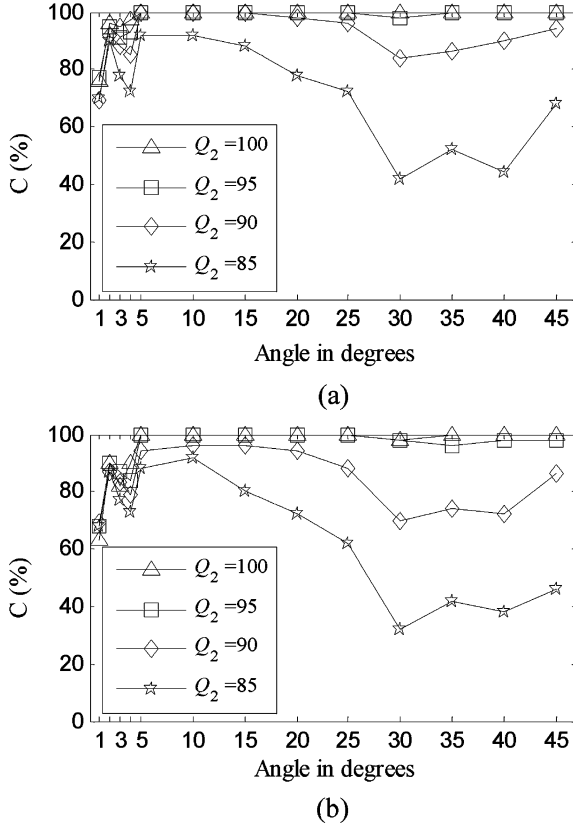 100
80
60
40
20
0
C (%)
Q2 =100
Q2 =95
Q2 =90
Q2 =85
1 3 5 10 15 20 25 30 35 40 45
Angle in degrees
(a)
100
80
60
40
20
0
C (%)
Q2 =100
Q2 =95
Q2 =90
Q2 =85
1 3 5 10 15 20 25 30 35 40 45
Angle in degrees
(b)